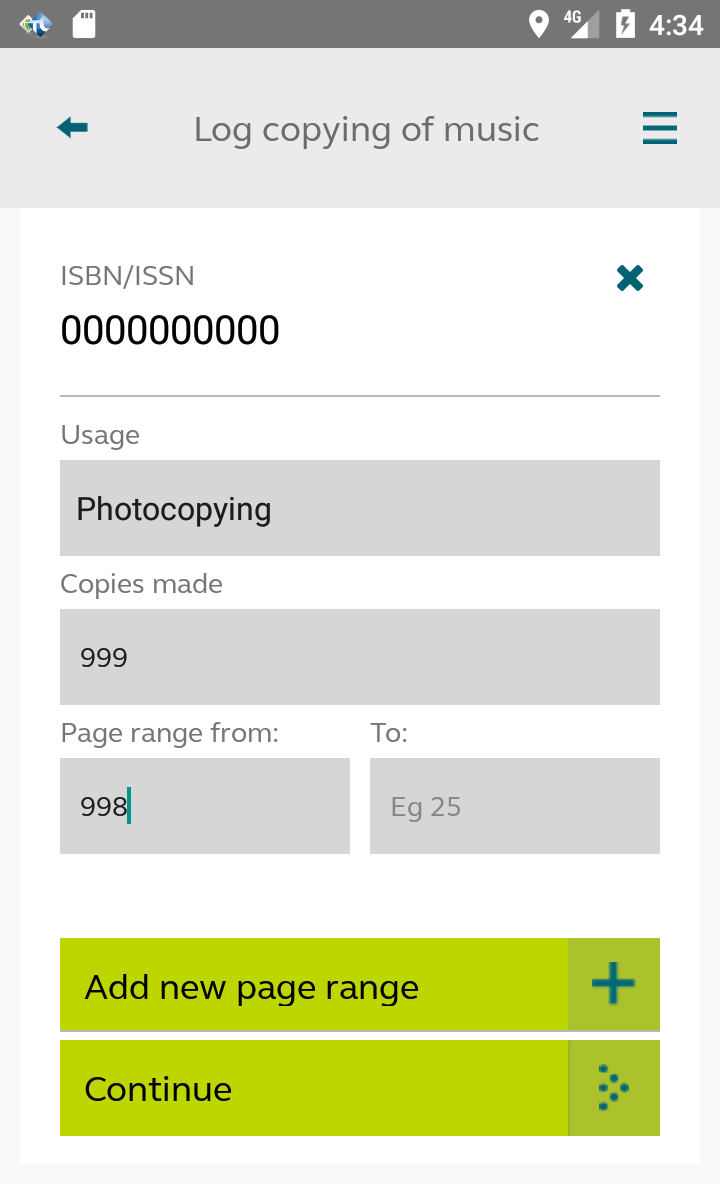 4G 4:34
Log copying of music
ISBN/ISSN
0000000000
Usage
Photocopying
Copies made
999
Page range from: To:
998 Eg 25
Add new page range
Continue